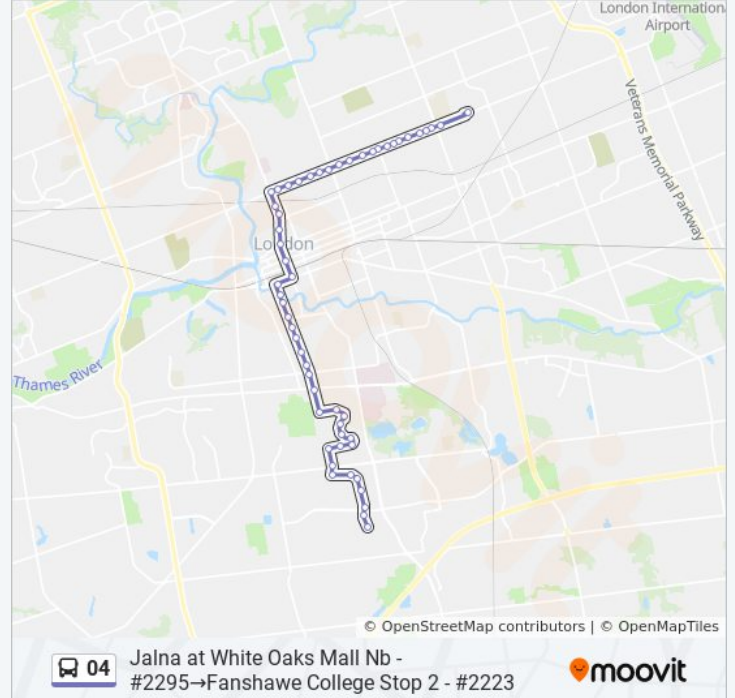 London Internation
Airport
Veterans Memorial Parkway
London
Thames River
© OpenStreetMap contributors | © OpenMapTiles
04
Jalna at White Oaks Mall Nb -
#2295→Fanshawe College Stop 2 - #2223
moovit